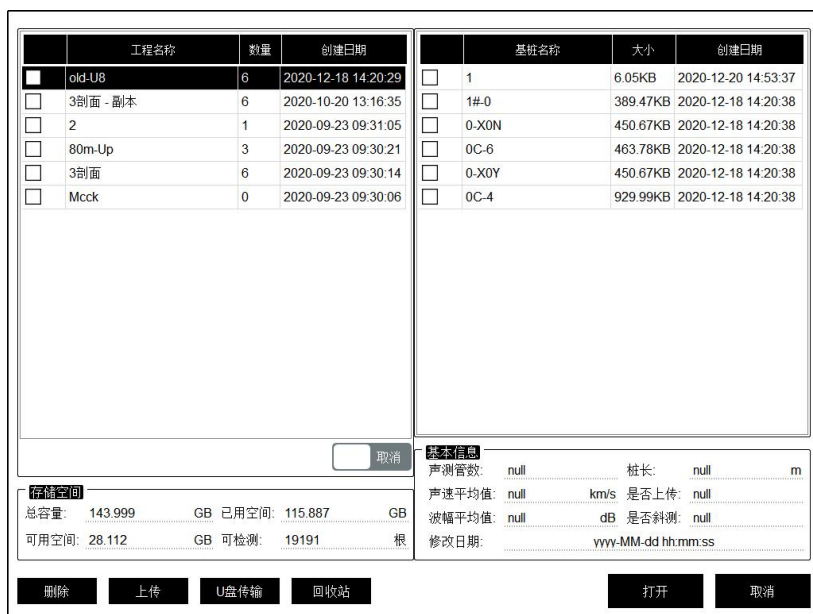 工程名称 数量 创建日期
old-U8 6 2020-12-18 14:20:29
3剖面 - 副本 6 2020-10-20 13:16:35
2 1 2020-09-23 09:31:05
80m-Up 3 2020-09-23 09:30:21
3剖面 6 2020-09-23 09:30:14
Mcck 0 2020-09-23 09:30:06
取消
存储空间
总容量: 143.999 GB 已用空间: 115.887 GB
可用空间: 28.112 GB 可检测: 19191 根
基桩名称 大小 创建日期
1 6.05KB 2020-12-20 14:53:37
1#-0 389.47KB 2020-12-18 14:20:38
0-X0N 450.67KB 2020-12-18 14:20:38
0C-6 463.78KB 2020-12-18 14:20:38
0-X0Y 450.67KB 2020-12-18 14:20:38
0C-4 929.99KB 2020-12-18 14:20:38
基本信息
声测管数: null 桩长: null m
声速平均值: null km/s 是否上传: null
波幅平均值: null dB 是否斜测: null
修改日期: yyyy-MM-dd hh:mm:ss
删除 上传 U盘传输 回收站 打开 取消